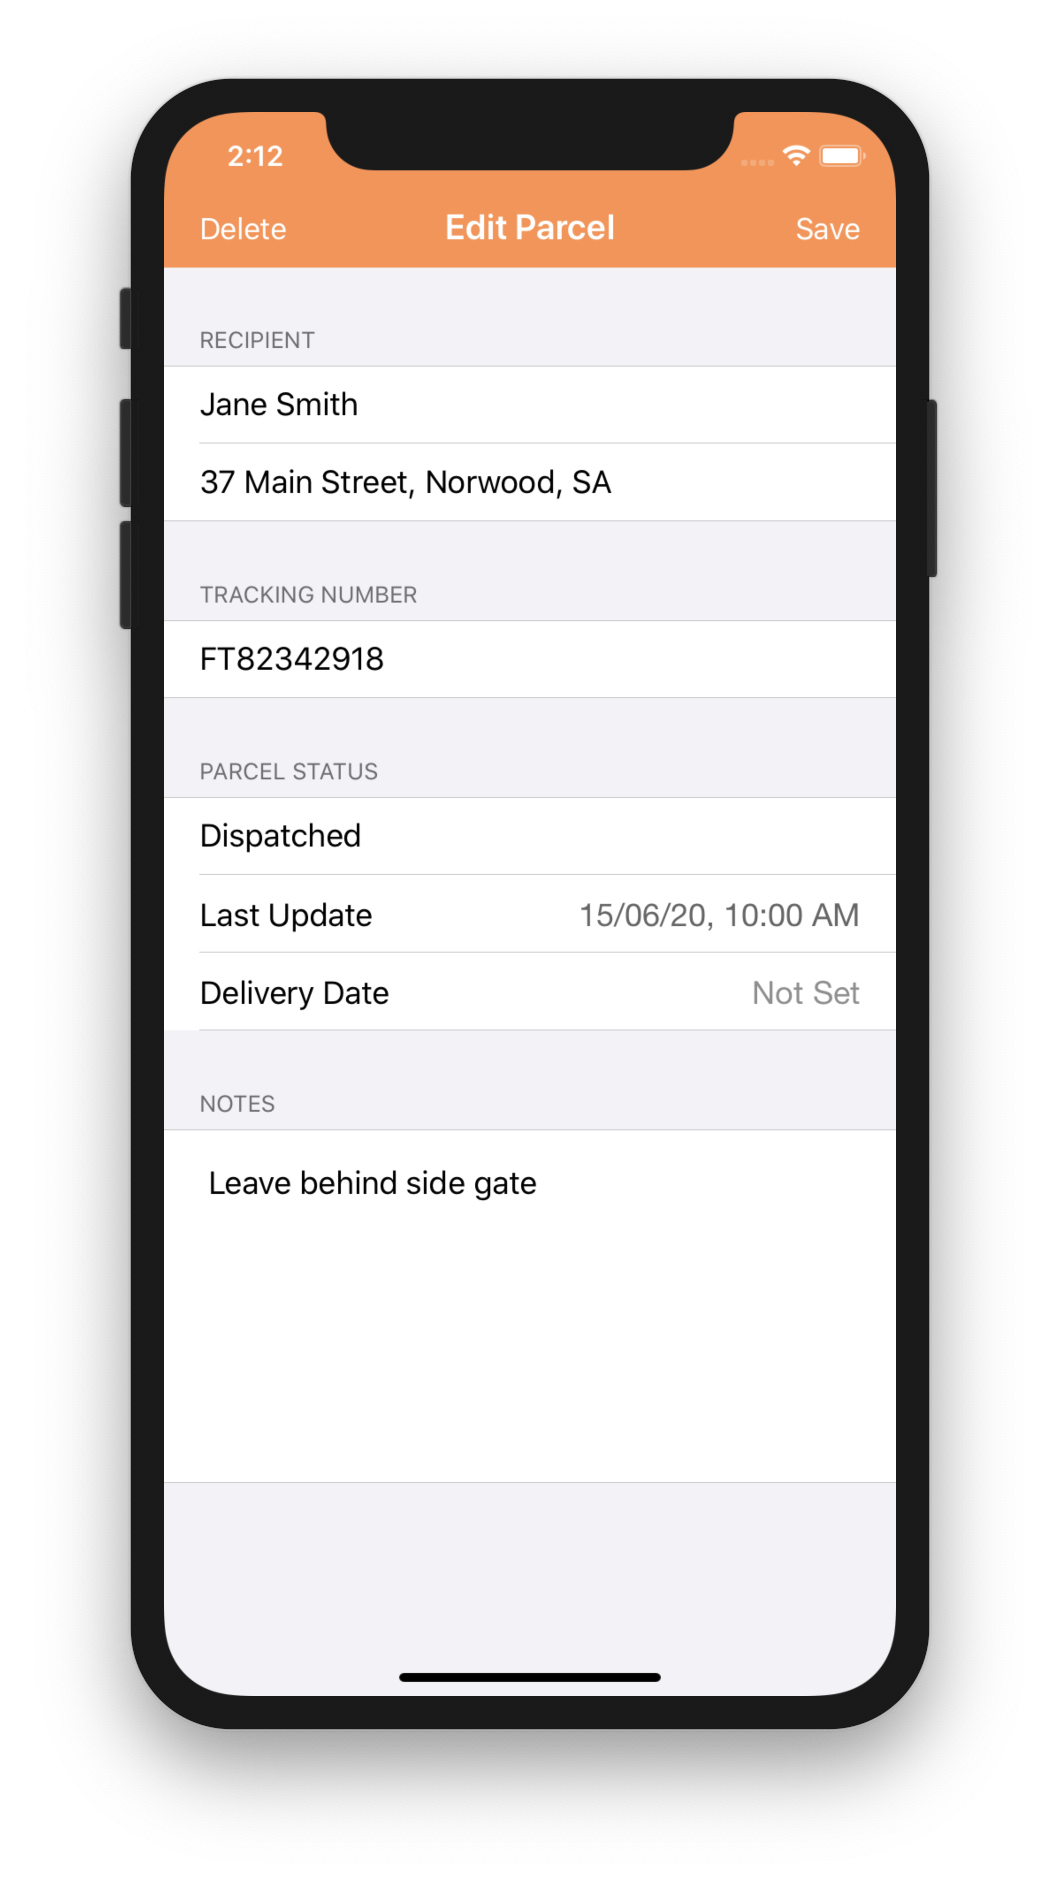 2:12
Delete Edit Parcel Save
RECIPIENT
Jane Smith
37 Main Street, Norwood, SA
TRACKING NUMBER
FT82342918
PARCEL STATUS
Dispatched
Last Update 15/06/20, 10:00 AM
Delivery Date Not Set
NOTES
Leave behind side gate